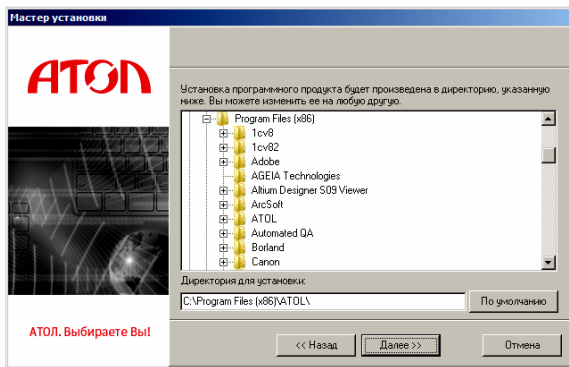 Мастер установки
АТОЛ
Установка программного продукта будет произведена в директорию, указанную
ниже. Вы можете изменить ее на любую другую.
Program Files (x86)
1cv8
1cv82
Adobe
AGEIA Technologies
Altium Designer S09 Viewer
ArcSoft
ATOL
Automated QA
Borland
Canon
Директория для установки:
C:\Program Files (x86)\ATOL\
По умолчанию
АТОЛ. Выбираете Вы!
<< Назад
Далее >>
Отмена